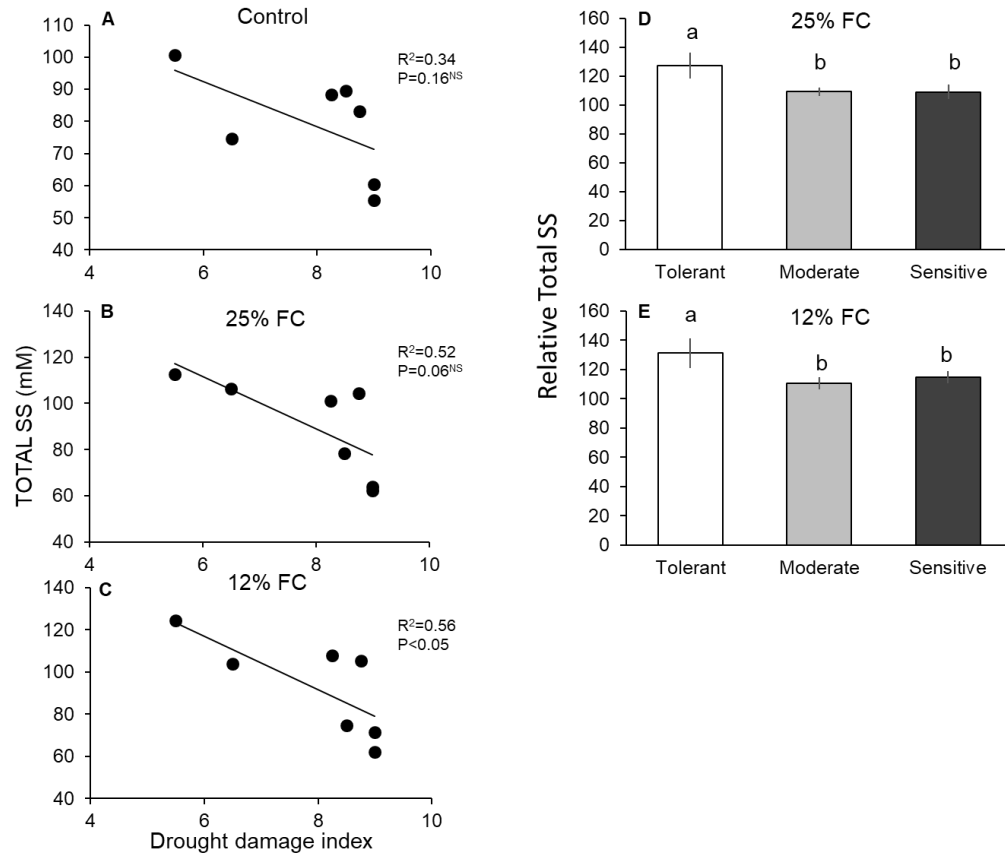 A
Control
110
100
90
80
70
60
50
40
4 6 8 10
R²=0.34
P=0.16ᴺˢ
B
25% FC
140
120
100
80
60
40
4 6 8 10
R²=0.52
P=0.06ᴺˢ
TOTAL SS (mM)
C
12% FC
140
120
100
80
60
40
4 6 8 10
R²=0.56
P<0.05
Drought damage index
D
25% FC
160
140
120
100
80
60
40
20
0
a b b
Tolerant Moderate Sensitive
Relative Total SS
E
12% FC
160
140
120
100
80
60
40
20
0
a b b
Tolerant Moderate Sensitive